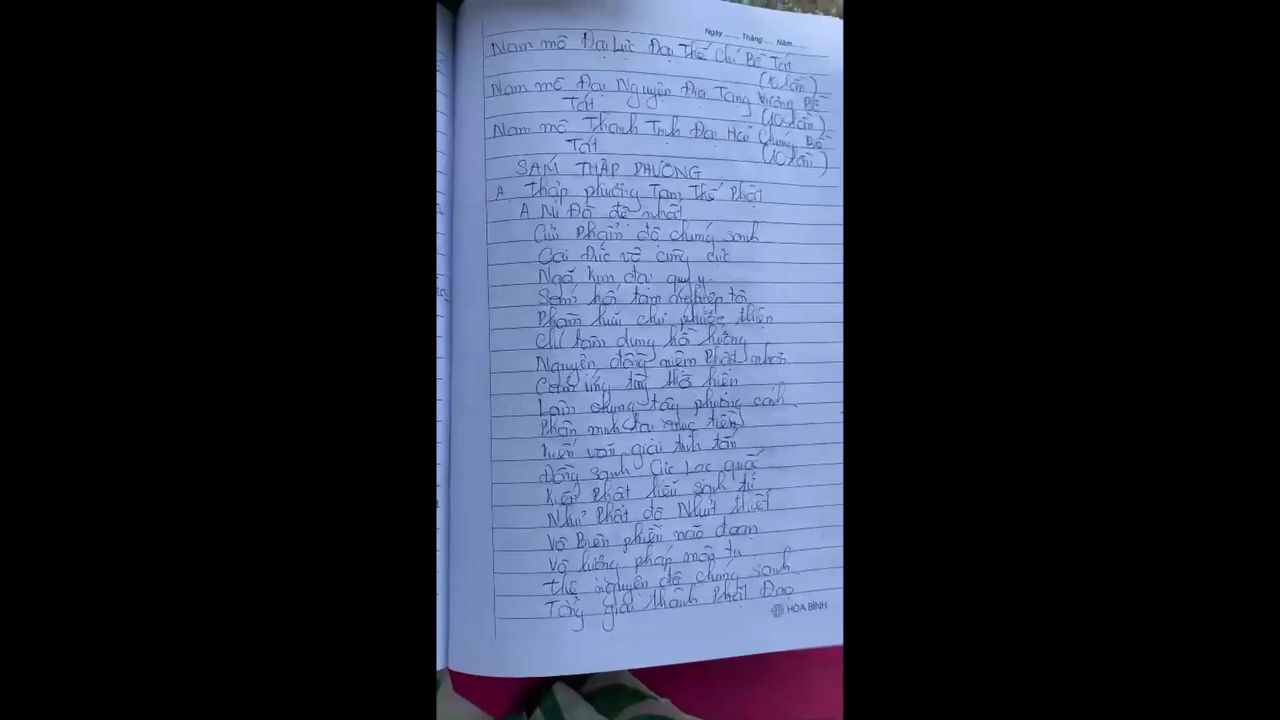 Ngày ..... Tháng .... Năm......
Nam mô Đại Lực Đại Thế Chí Bồ Tát
(10 lần)
Nam mô Đại Nguyện Địa Tạng Vương Bồ
Tát (10 lần)
Nam mô Thanh Tịnh Đại Hải Chúng Bồ
Tát (10 lần)
SÁM THẬP PHƯƠNG
A Thập phương Tam Thế Phật
A Mi Đà đệ nhất
Cửu phẩm độ chúng sanh
Oai Đức vô cùng cực
Ngã kim đại quy y
Sám hối tam nghiệp tội
Phàm hữu chư phước thiện
Chí tâm dụng hồi hướng
Nguyện đồng niệm Phật nhơn
Cảm ứng tùy thời hiện
Lâm chung tây phương cảnh
Phân minh tại mục tiền
kiến văn giai tinh tấn
Đồng sanh Cực Lạc quốc
Kiến Phật liễu sanh tử
Như Phật độ Nhứt thiết
Vô Biên phiền não đoạn
Vô lượng pháp môn tu
thệ nguyện độ chúng sanh
Tổng giai thành Phật Đạo
HÒA BÌNH